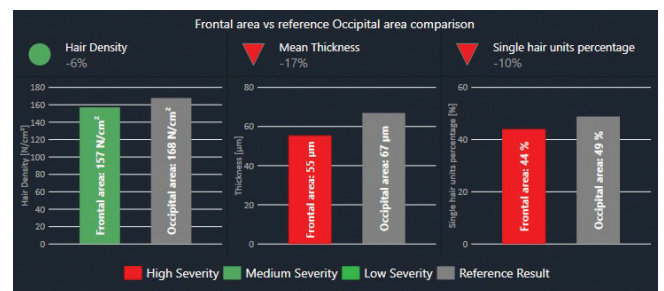 Frontal area vs reference Occipital area comparison
Hair Density
-6%
Mean Thickness
-17%
Single hair units percentage
-10%
Hair Density [N/cm²]
180
160
140
120
100
80
60
40
20
0
Frontal area: 157 N/cm²
Occipital area: 168 N/cm²
Thickness [µm]
80
60
40
20
0
Frontal area: 55 µm
Occipital area: 67 µm
Single hair units percentage [%]
60
40
20
0
Frontal area: 44 %
Occipital area: 49 %
High Severity
Medium Severity
Low Severity
Reference Result